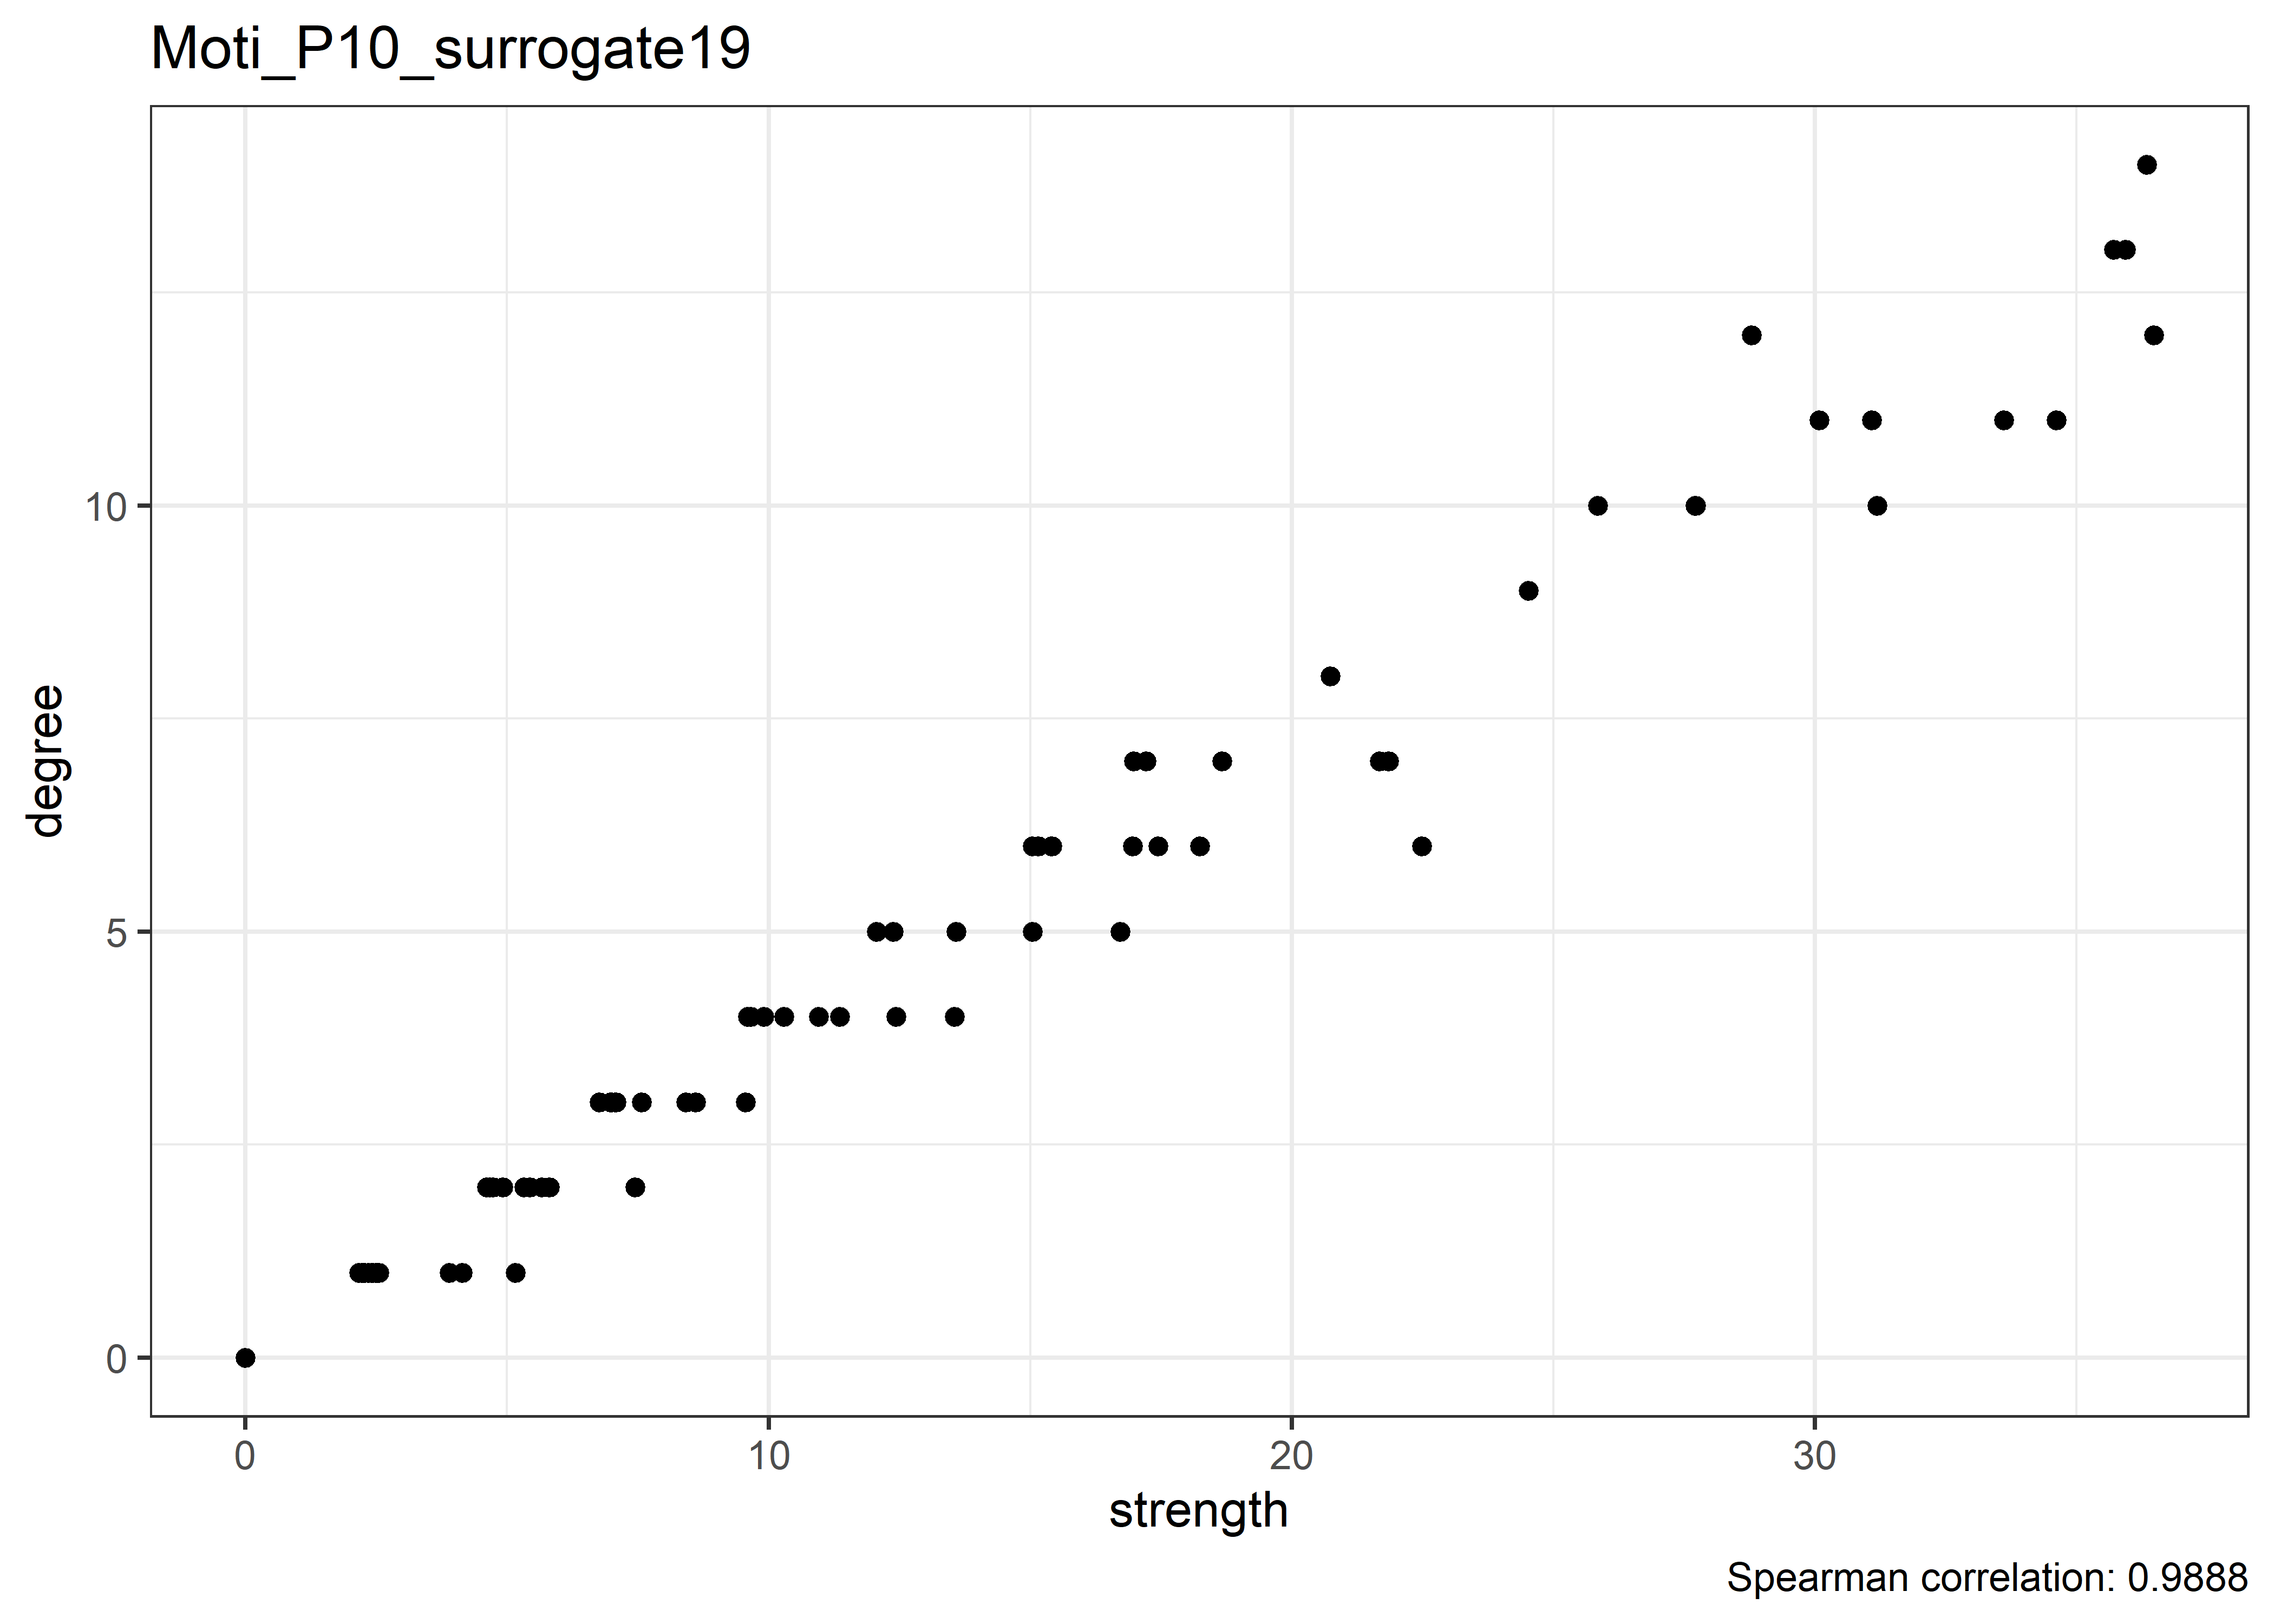 Moti_P10_surrogate19
degree
10
5
0
0 10 20 30
strength
Spearman correlation: 0.9888